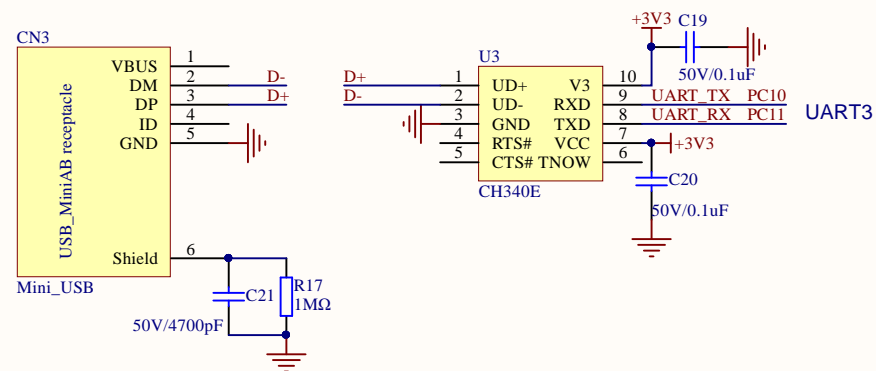 CN3
VBUS 1
DM 2 D-
DP 3 D+
ID 4
GND 5
USB_MiniAB receptacle
Shield 6
Mini_USB
C21
50V/4700pF
R17
1MΩ
D+
D-
U3
1 UD+ V3 10
2 UD- RXD 9 UART_TX PC10
3 GND TXD 8 UART_RX PC11
4 RTS# VCC 7 +3V3
5 CTS# TNOW 6
CH340E
+3V3
C19
50V/0.1uF
UART3
C20
50V/0.1uF